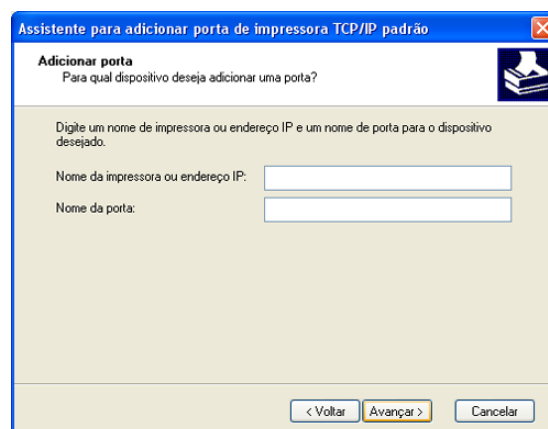 Assistente para adicionar porta de impressora TCP/IP padrão
Adicionar porta
Para qual dispositivo deseja adicionar uma porta?
Digite um nome de impressora ou endereço IP e um nome de porta para o dispositivo
desejado.
Nome da impressora ou endereço IP:
Nome da porta:
< Voltar Avançar > Cancelar